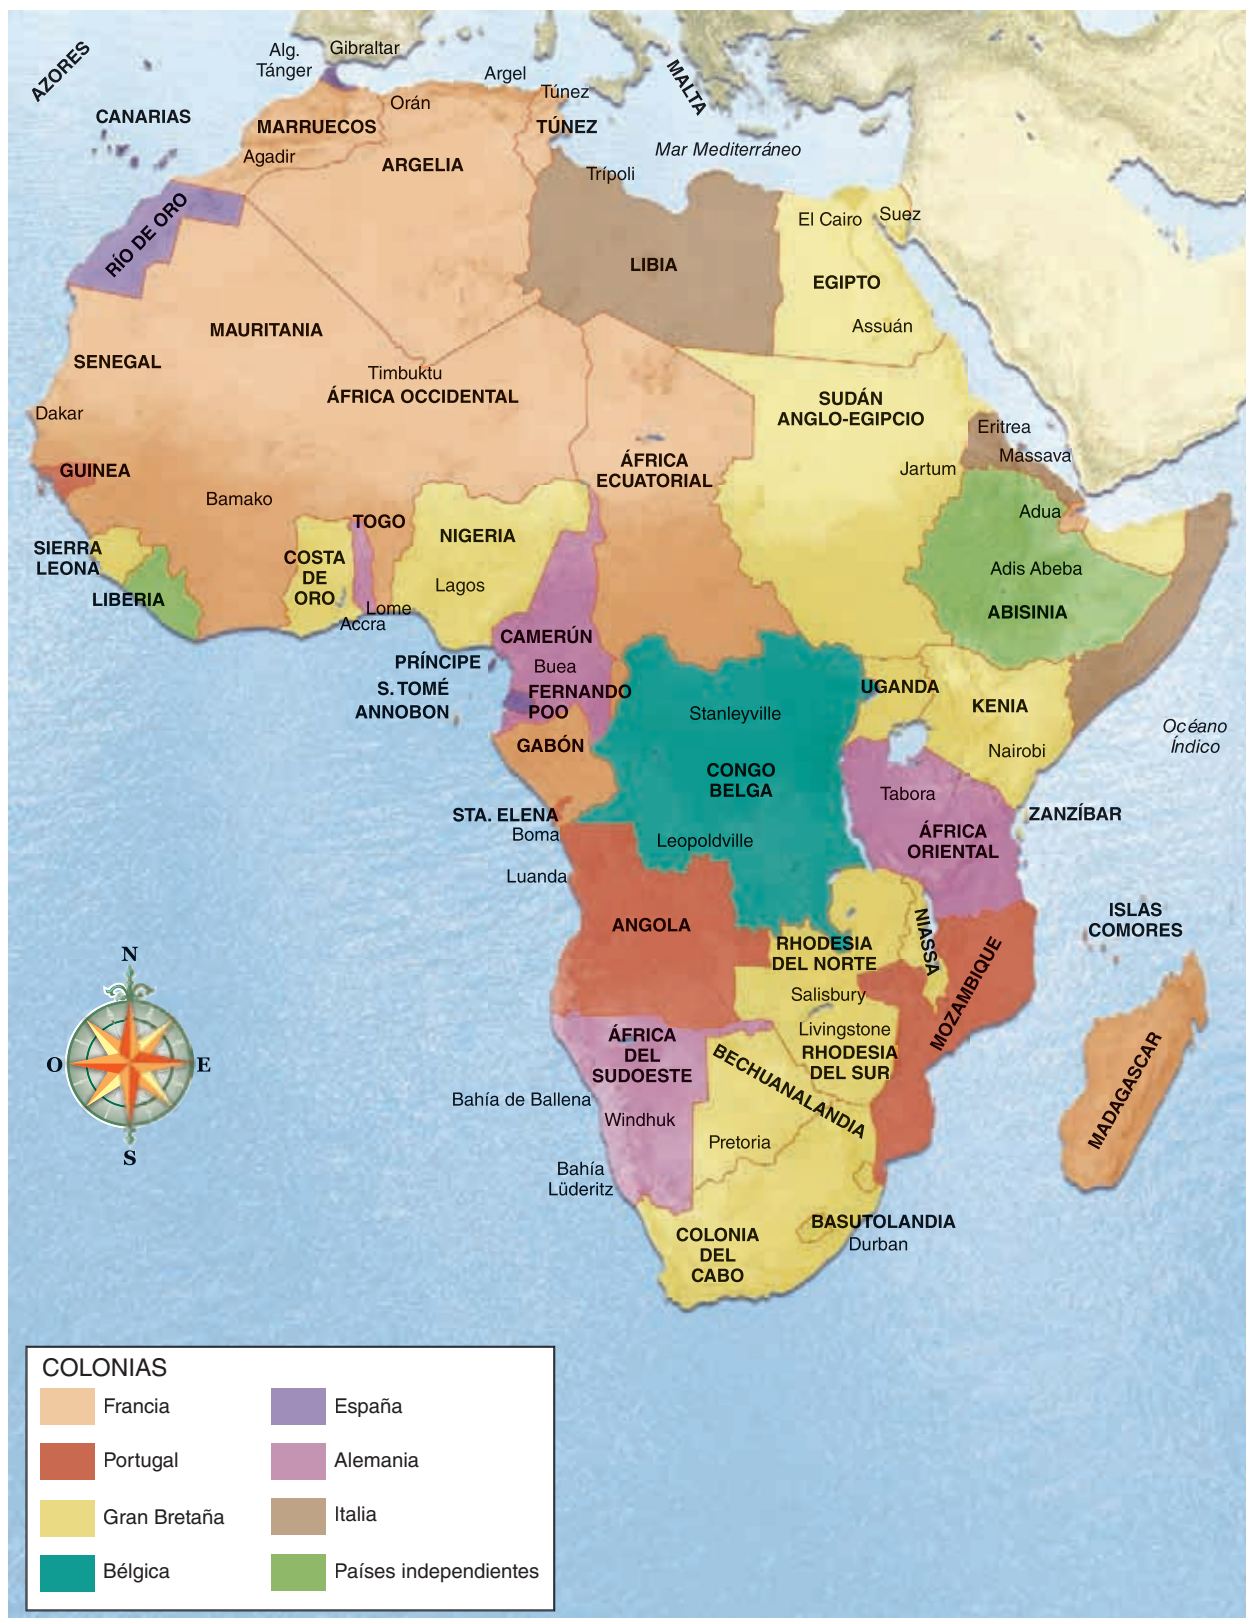 AZORES
Alg.
Tánger
Gibraltar
Argel
MALTA
Túnez
Orán
CANARIAS
MARRUECOS
TÚNEZ
Mar Mediterráneo
Agadir
ARGELIA
Trípoli
RÍO DE ORO
El Cairo
Suez
LIBIA
EGIPTO
Assuán
MAURITANIA
SENEGAL
Timbuktu
ÁFRICA OCCIDENTAL
SUDÁN
ANGLO-EGIPCIO
Dakar
Eritrea
Massava
GUINEA
ÁFRICA
ECUATORIAL
Jartum
Bamako
Adua
TOGO
NIGERIA
SIERRA
LEONA
COSTA
DE
ORO
Adis Abeba
Lagos
LIBERIA
Lome
Accra
ABISINIA
CAMERÚN
PRÍNCIPE
Buea
S. TOMÉ
FERNANDO
POO
ANNOBON
UGANDA
KENIA
Stanleyville
Océano
Índico
GABÓN
Nairobi
CONGO
BELGA
Tabora
STA. ELENA
ZANZÍBAR
Boma
Leopoldville
ÁFRICA
ORIENTAL
Luanda
ANGOLA
NIASSA
ISLAS
COMORES
RHODESIA
DEL NORTE
MOZAMBIQUE
Salisbury
Livingstone
ÁFRICA
DEL
SUDOESTE
RHODESIA
DEL SUR
BECHUANALANDIA
MADAGASCAR
Bahía de Ballena
Windhuk
Pretoria
Bahía
Lüderitz
BASUTOLANDIA
Durban
COLONIA
DEL
CABO
N
O
E
S
COLONIAS
Francia
España
Portugal
Alemania
Gran Bretaña
Italia
Bélgica
Países independientes